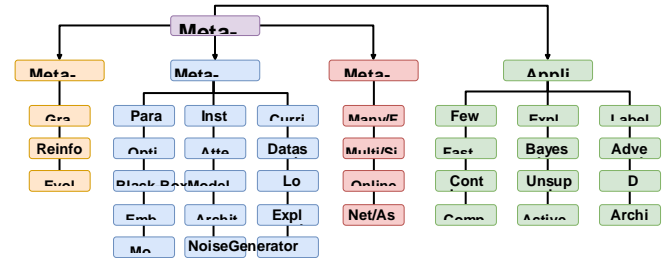 Meta-
Meta-
Meta-
Meta-
Appli
Gra
Para
Inst
Curri
Many/F
Few
Expl
Label
Reinfo
Opti
Atte
Datas
Multi/Si
Fast
Bayes
Adve
Evol
Black Box
Model
Lo
Online
Cont
Unsup
D
Emb
Archit
Expl
Net/As
Comp
Active
Archi
Mo
NoiseGenerator